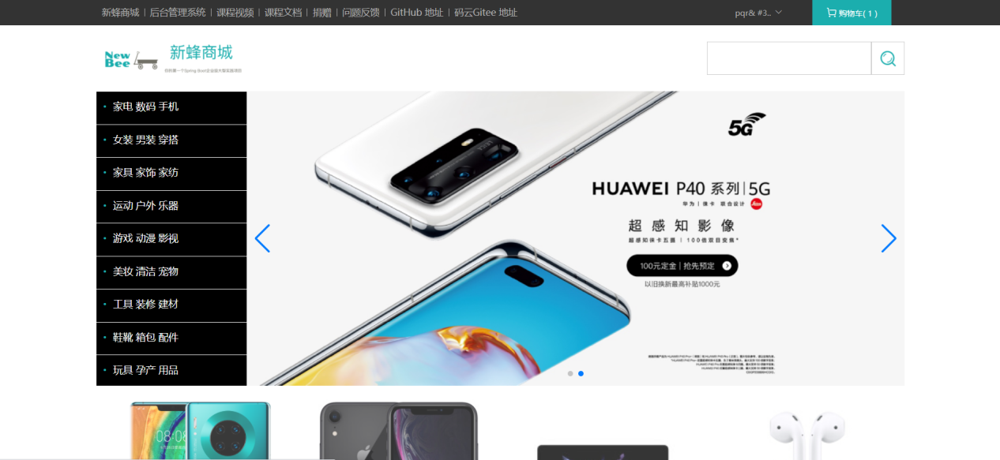 新蜂商城 | 后台管理系统 | 课程视频 | 课程文档 | 捐赠 | 问题反馈 | GitHub 地址 | 码云Gitee 地址
pqr& #3.. 购物车( 1 )
New Bee 新蜂商城
家电 数码 手机
女装 男装 穿搭
家具 家饰 家纺
运动 户外 乐器
游戏 动漫 影视
美妆 清洁 宠物
工具 装修 建材
鞋靴 箱包 配件
玩具 孕产 用品
5G
HUAWEI P40 系列|5G
华为 | 徕卡 联合设计
超感知影像
超感知徕卡五摄 | 100倍双目变焦*
100元定金 | 抢先预定
以旧换新最高补贴1000元
08:08